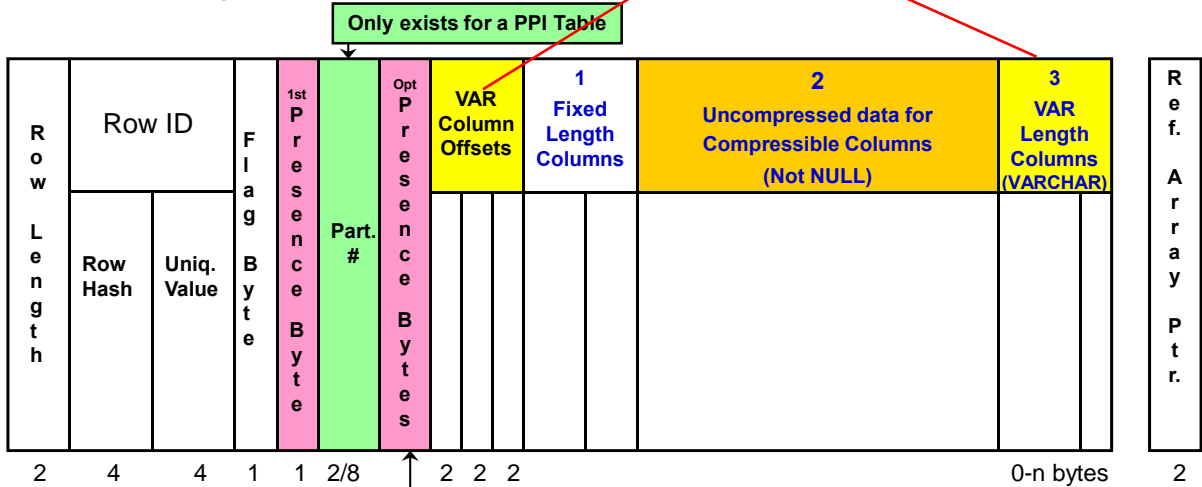 Only exists for a PPI Table
Row Length
Row ID
Row Hash
Uniq. Value
Flag Byte
1st Presence Byte
Part. #
Opt Presence Bytes
VAR
Column
Offsets
1
Fixed
Length
Columns
2
Uncompressed data for
Compressible Columns
(Not NULL)
3
VAR
Length
Columns
(VARCHAR)
Ref. Array Ptr.
2 4 4 1 1 2/8 2 2 2 0-n bytes 2